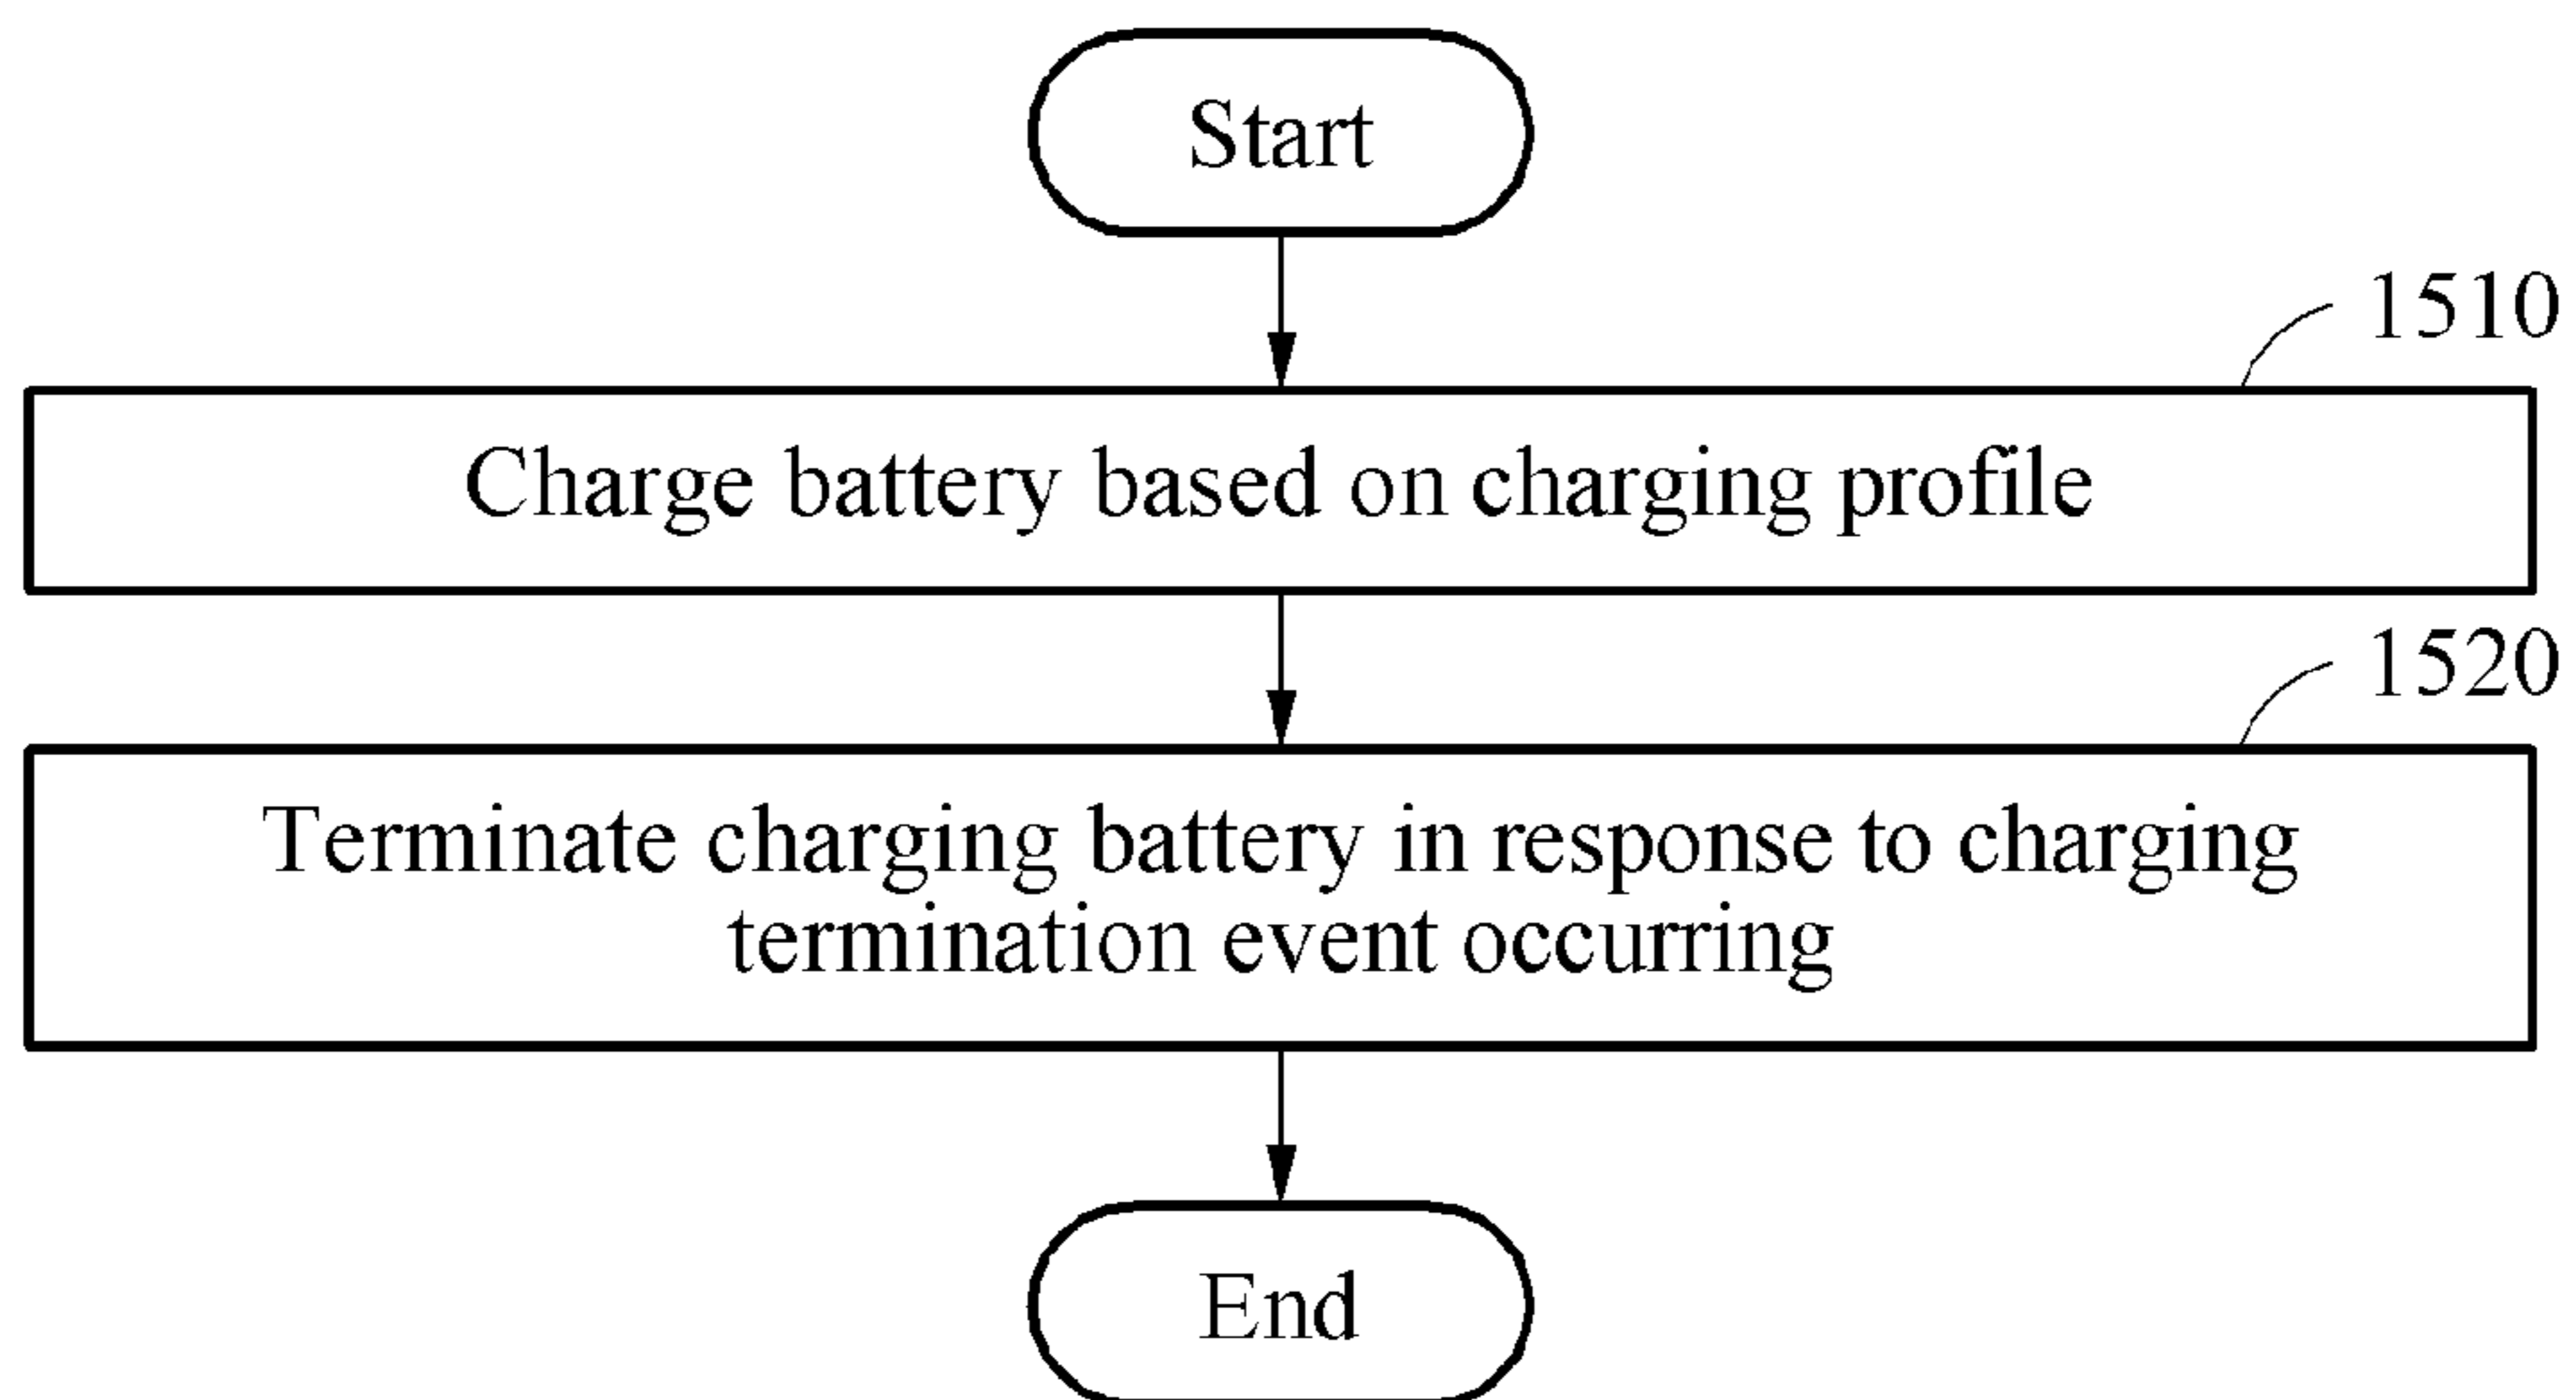 Start
1510
Charge battery based on charging profile
1520
Terminate charging battery in response to charging
termination event occurring
End